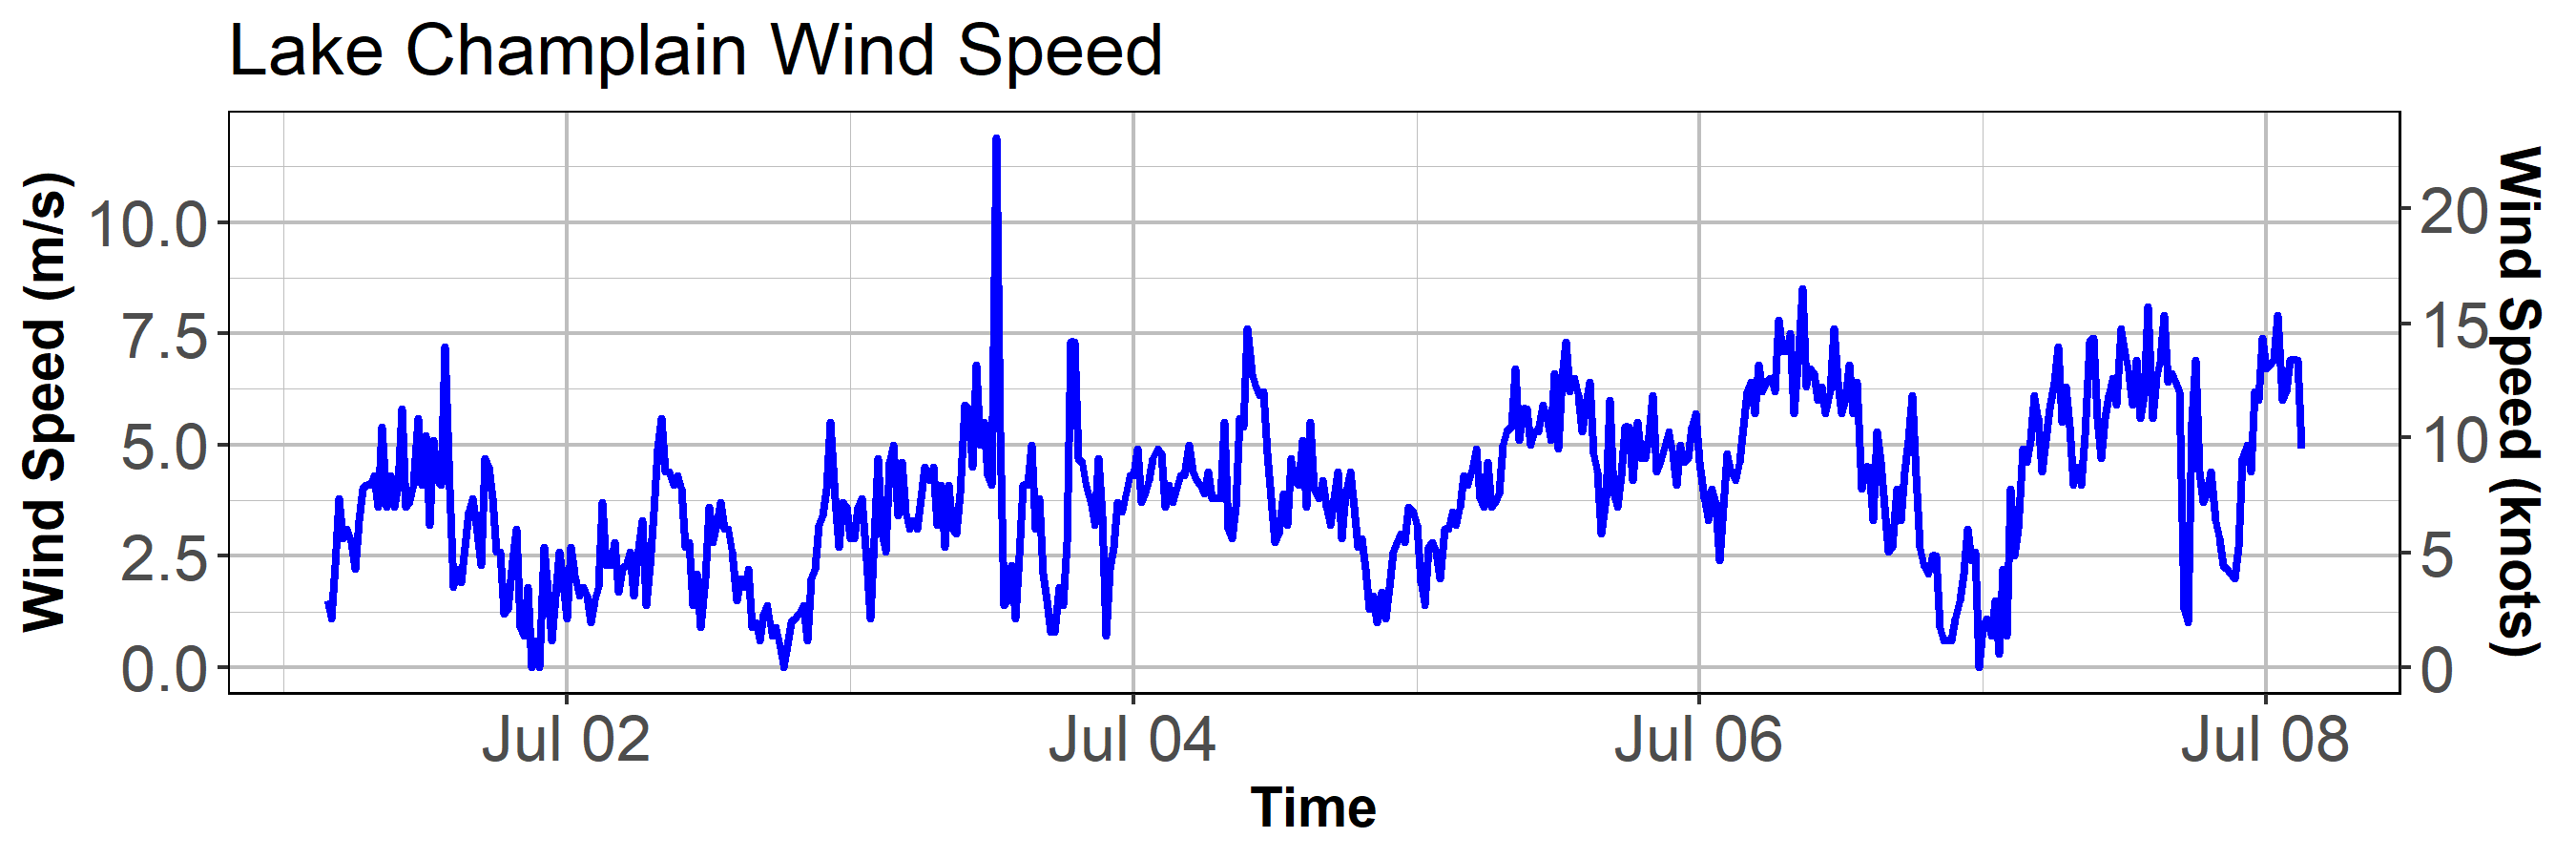 Lake Champlain Wind Speed
Wind Speed (m/s)
10.0
7.5
5.0
2.5
0.0
20
15
10
5
0
Wind Speed (knots)
Jul 02
Jul 04
Jul 06
Jul 08
Time